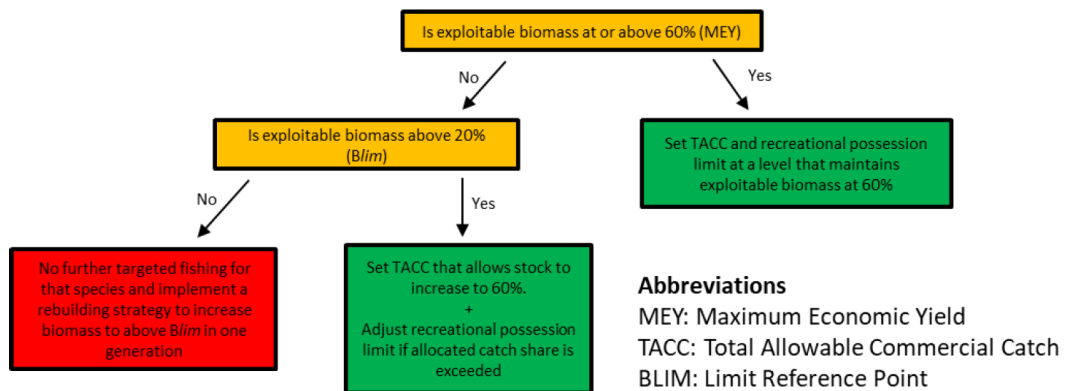 Is exploitable biomass at or above 60% (MEY)
No
Yes
Is exploitable biomass above 20%
(Blim)
Set TACC and recreational possession
limit at a level that maintains
exploitable biomass at 60%
No
Yes
No further targeted fishing for
that species and implement a
rebuilding strategy to increase
biomass to above Blim in one
generation
Set TACC that allows stock to
increase to 60%.
+
Adjust recreational possession
limit if allocated catch share is
exceeded
Abbreviations
MEY: Maximum Economic Yield
TACC: Total Allowable Commercial Catch
BLIM: Limit Reference Point